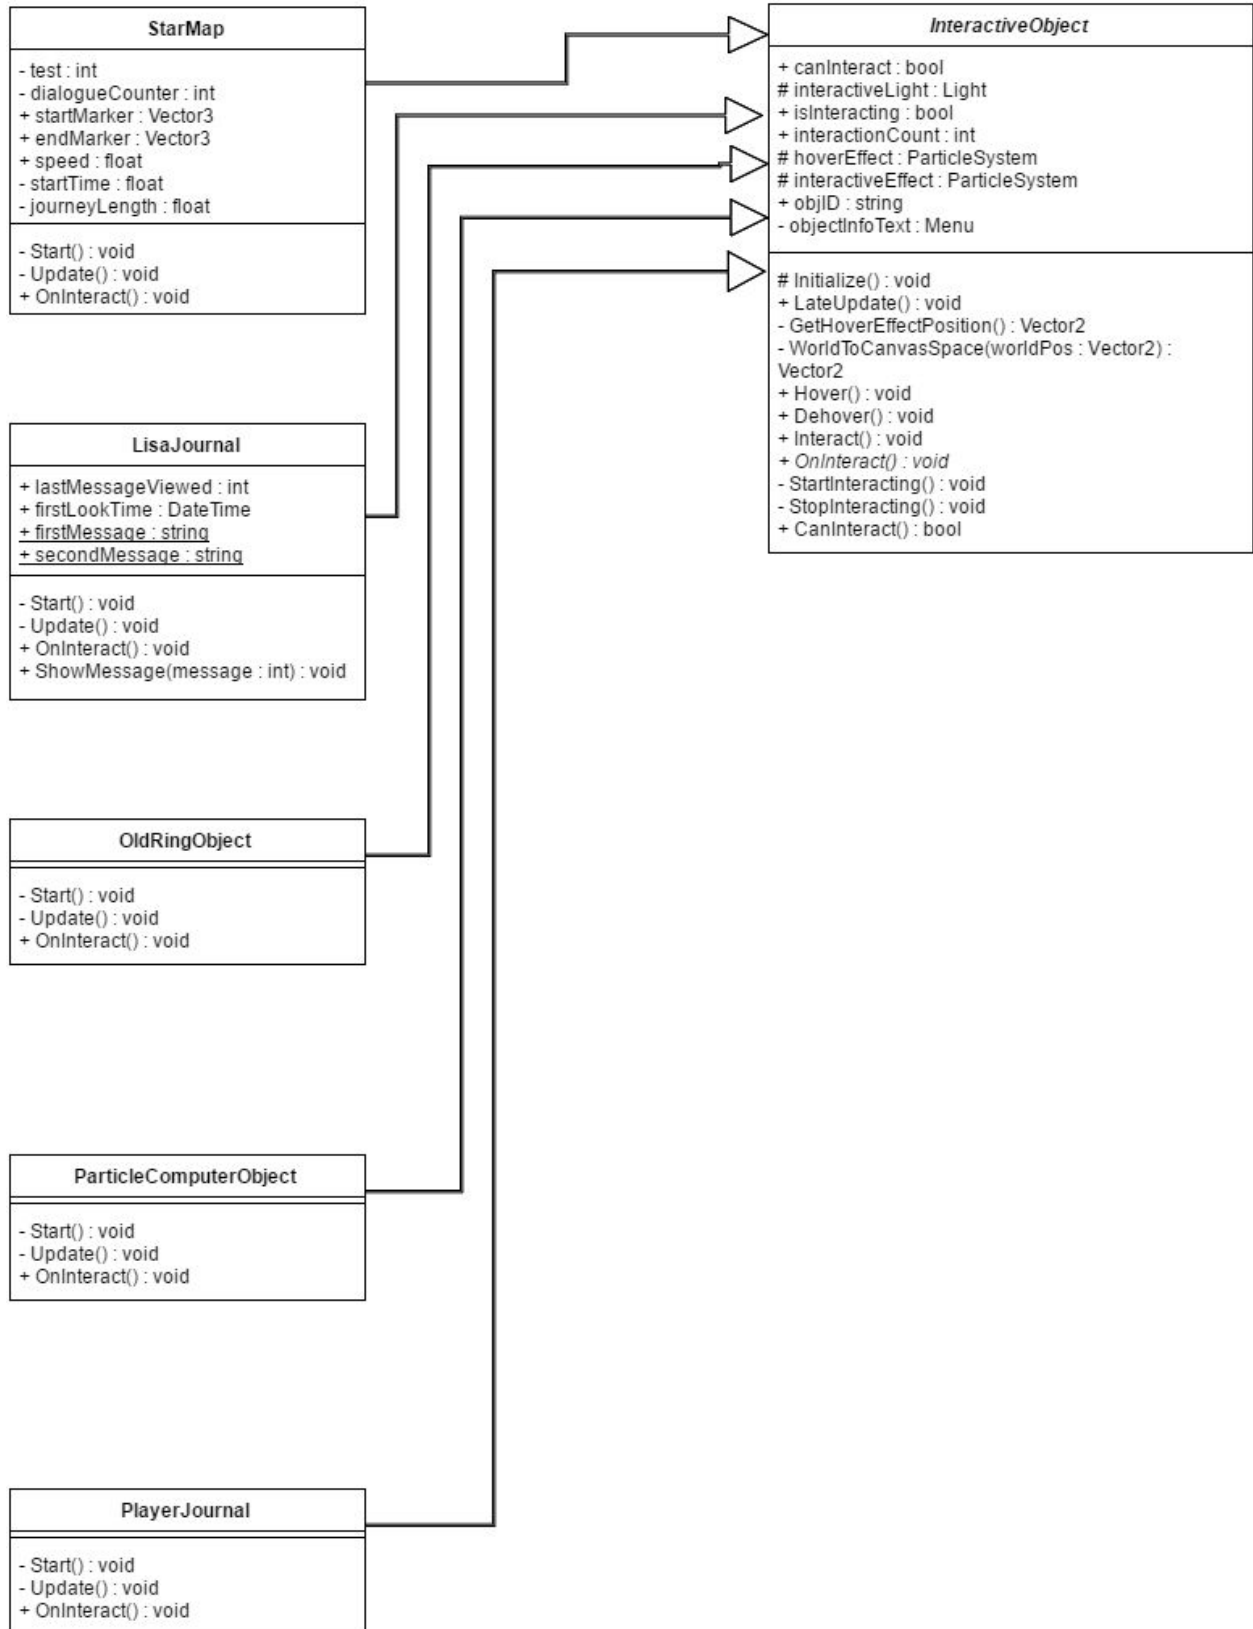 StarMap
- test : int
- dialogueCounter : int
+ startMarker : Vector3
+ endMarker : Vector3
+ speed : float
- startTime : float
- journeyLength : float
- Start() : void
- Update() : void
+ OnInteract() : void
InteractiveObject
+ canInteract : bool
# interactiveLight : Light
+ isInteracting : bool
+ interactionCount : int
# hoverEffect : ParticleSystem
# interactiveEffect : ParticleSystem
+ objID : string
- objectInfoText : Menu
# Initialize() : void
+ LateUpdate() : void
- GetHoverEffectPosition() : Vector2
- WorldToCanvasSpace(worldPos : Vector2) :
Vector2
+ Hover() : void
+ Dehover() : void
+ Interact() : void
+ OnInteract() : void
- StartInteracting() : void
- StopInteracting() : void
+ CanInteract() : bool
LisaJournal
+ lastMessageViewed : int
+ firstLookTime : DateTime
+ firstMessage : string
+ secondMessage : string
- Start() : void
- Update() : void
+ OnInteract() : void
+ ShowMessage(message : int) : void
OldRingObject
- Start() : void
- Update() : void
+ OnInteract() : void
ParticleComputerObject
- Start() : void
- Update() : void
+ OnInteract() : void
PlayerJournal
- Start() : void
- Update() : void
+ OnInteract() : void